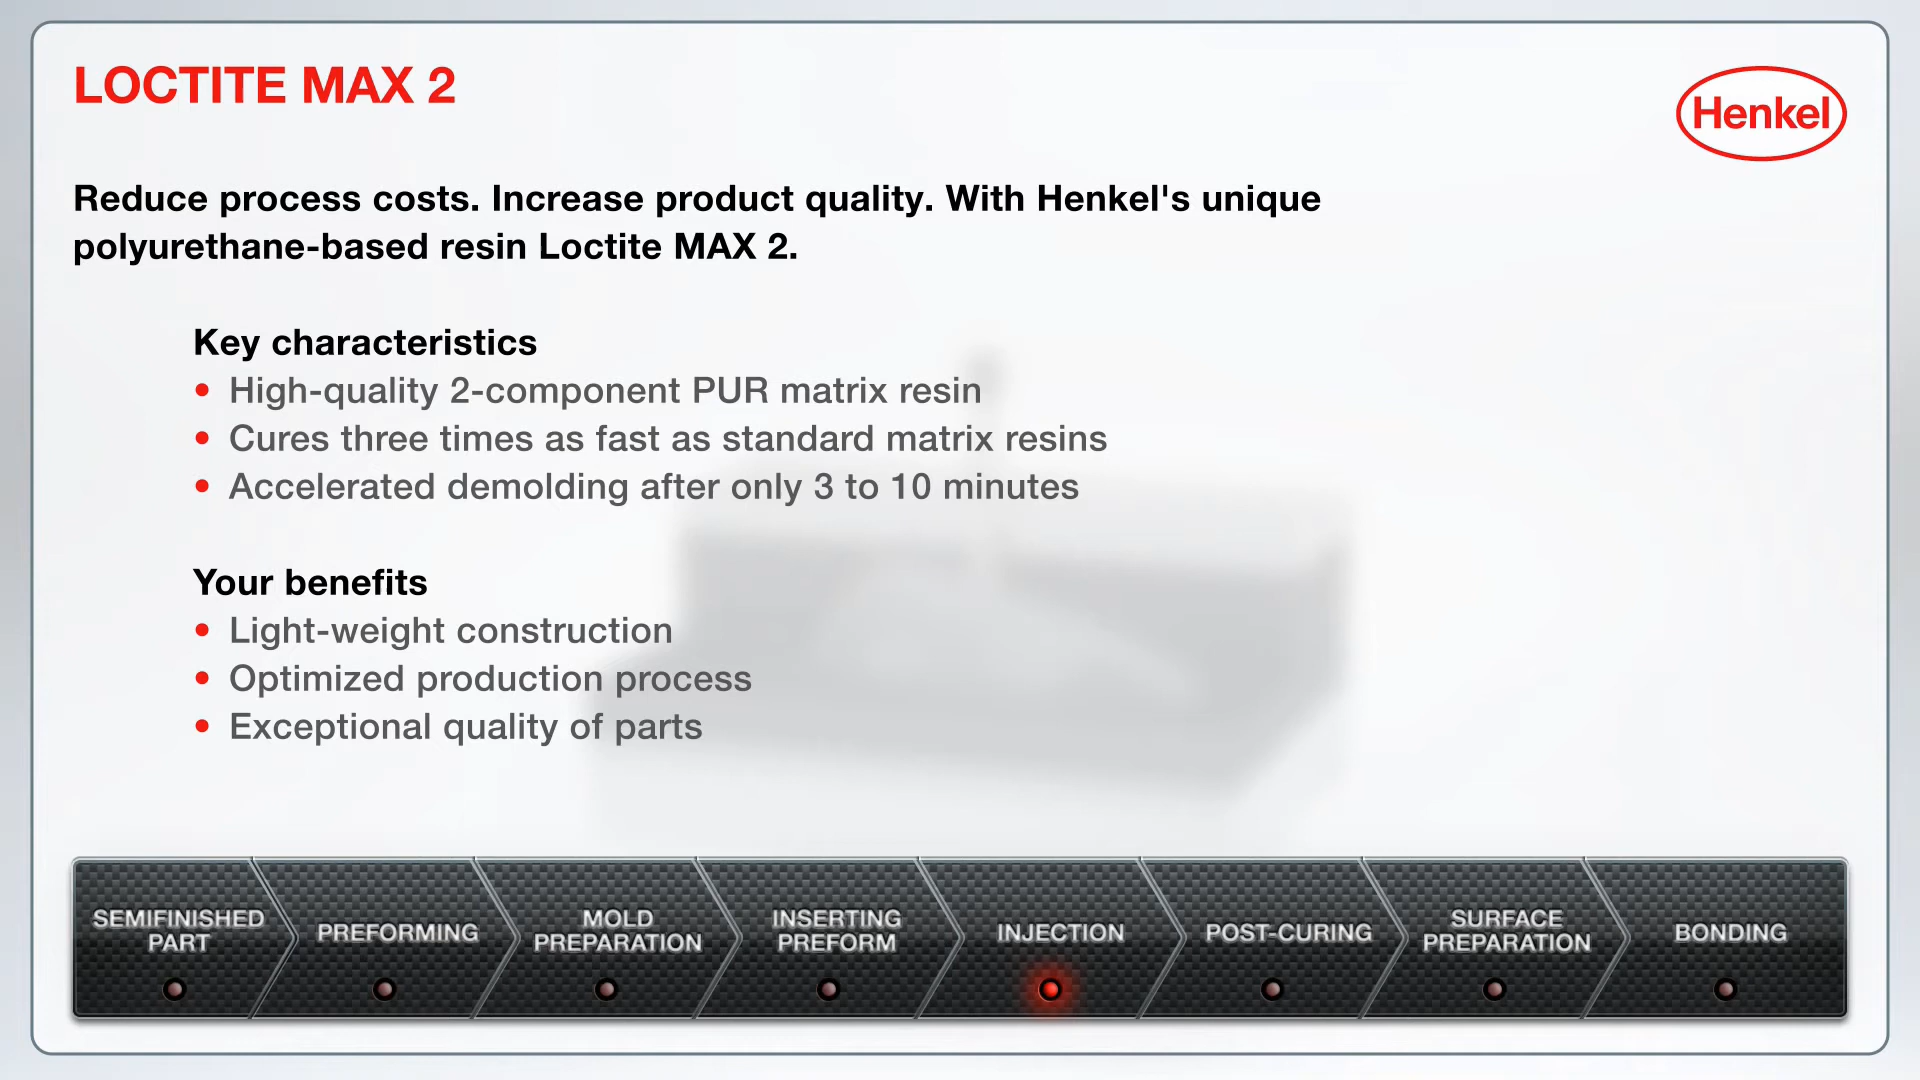 LOCTITE MAX 2
Henkel
Reduce process costs. Increase product quality. With Henkel's unique
polyurethane-based resin Loctite MAX 2.
Key characteristics
• High-quality 2-component PUR matrix resin
• Cures three times as fast as standard matrix resins
• Accelerated demolding after only 3 to 10 minutes
Your benefits
• Light-weight construction
• Optimized production process
• Exceptional quality of parts
SEMIFINISHED
PART
PREFORMING
MOLD
PREPARATION
INSERTING
PREFORM
INJECTION
POST-CURING
SURFACE
PREPARATION
BONDING